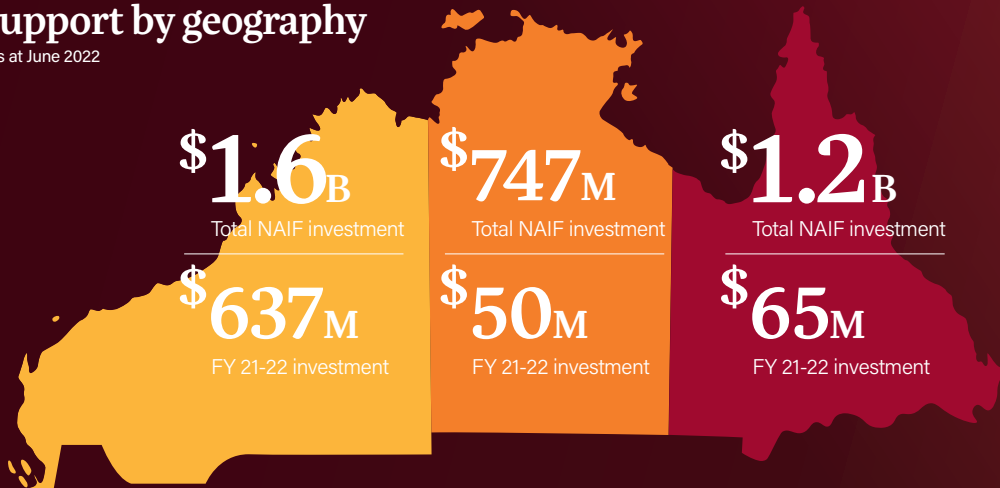 upport by geography
s at June 2022
$1.6B
Total NAIF investment
$637M
FY 21-22 investment
$747M
Total NAIF investment
$50M
FY 21-22 investment
$1.2B
Total NAIF investment
$65M
FY 21-22 investment